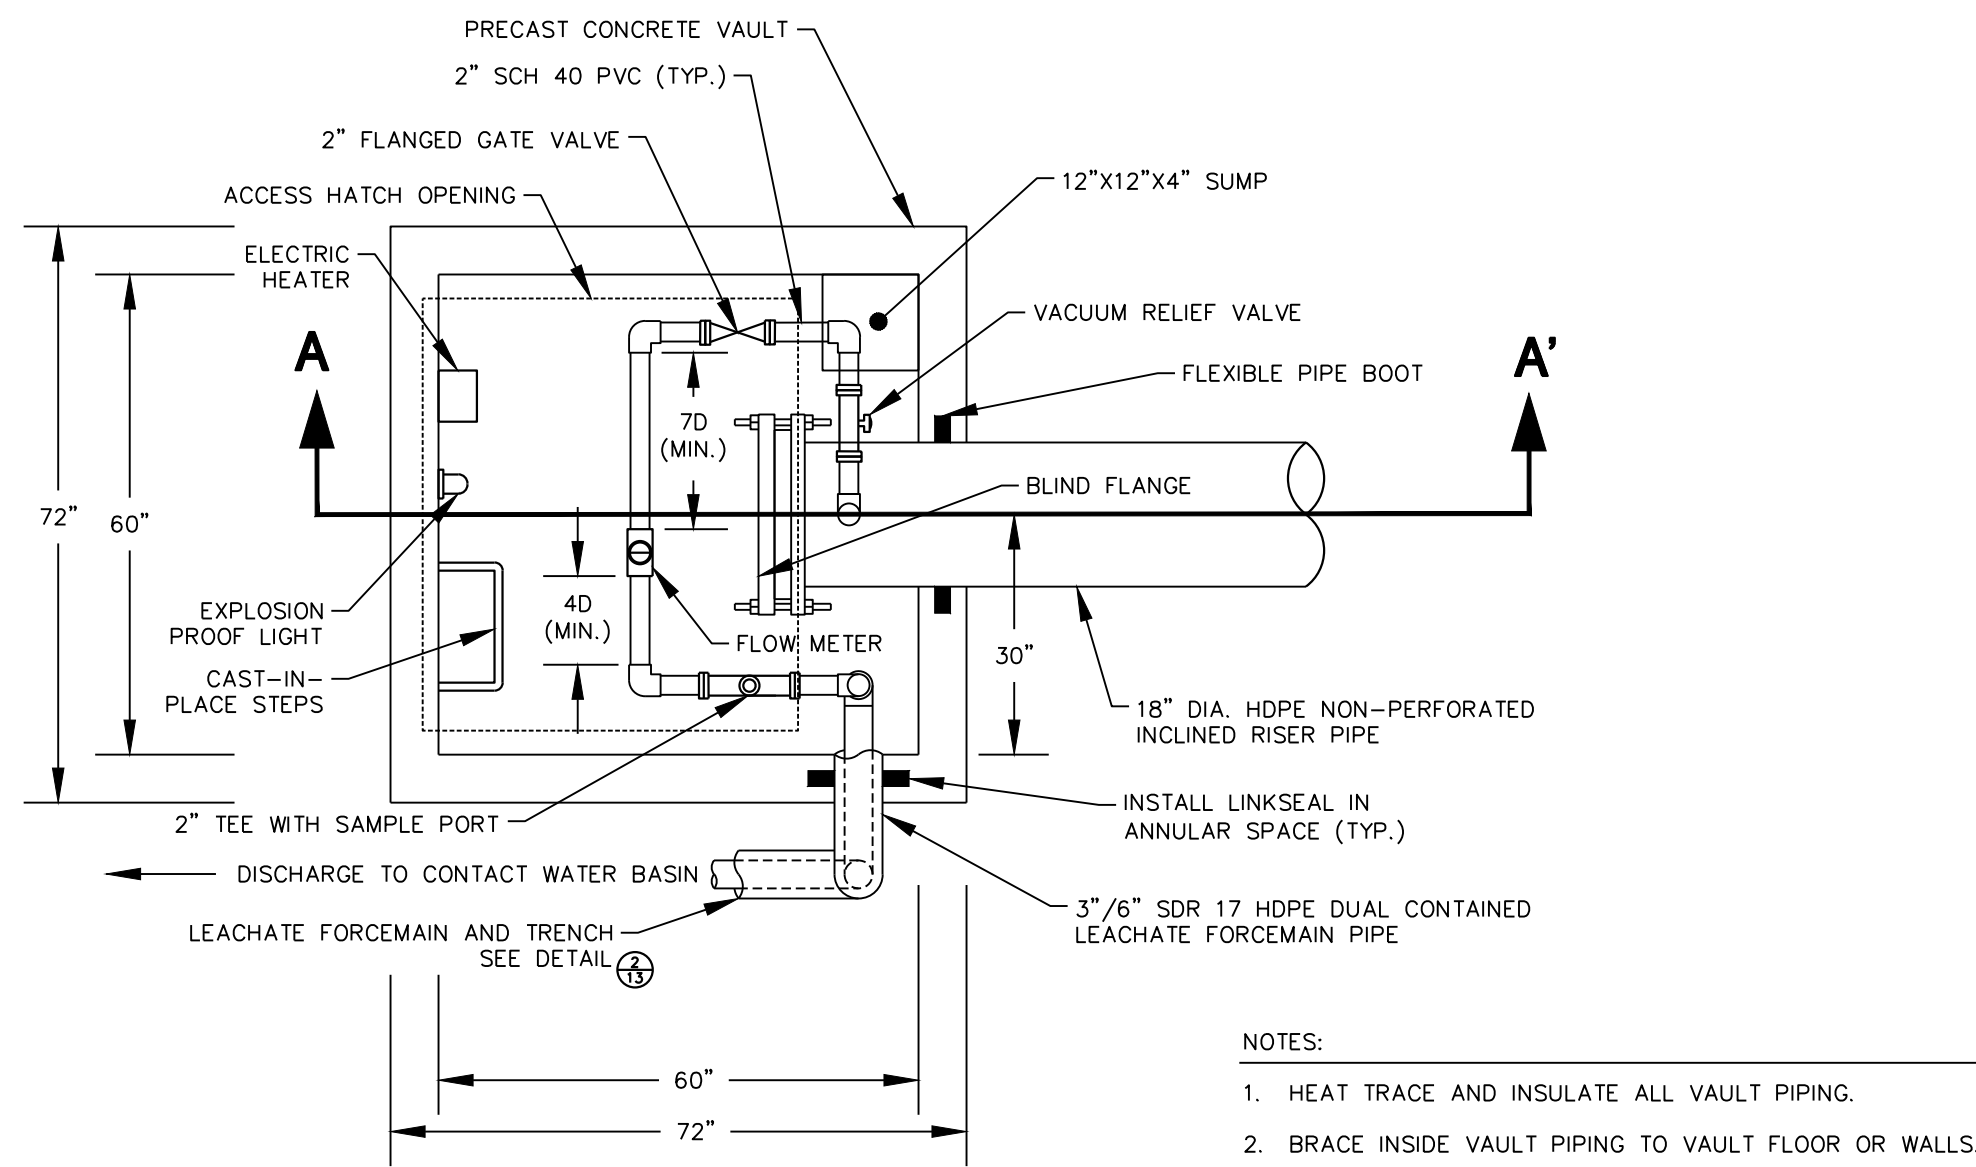 PRECAST CONCRETE VAULT
2" SCH 40 PVC (TYP.)
2" FLANGED GATE VALVE
ACCESS HATCH OPENING
12"X12"X4" SUMP
ELECTRIC
HEATER
VACUUM RELIEF VALVE
A
A'
FLEXIBLE PIPE BOOT
7D
(MIN.)
BLIND FLANGE
72"
60"
EXPLOSION
PROOF LIGHT
4D
(MIN.)
FLOW METER
30"
CAST-IN-
PLACE STEPS
18" DIA. HDPE NON-PERFORATED
INCLINED RISER PIPE
INSTALL LINKSEAL IN
ANNULAR SPACE (TYP.)
2" TEE WITH SAMPLE PORT
DISCHARGE TO CONTACT WATER BASIN
3"/6" SDR 17 HDPE DUAL CONTAINED
LEACHATE FORCEMAIN PIPE
LEACHATE FORCEMAIN AND TRENCH
SEE DETAIL
2
13
60"
72"
NOTES:
1. HEAT TRACE AND INSULATE ALL VAULT PIPING.
2. BRACE INSIDE VAULT PIPING TO VAULT FLOOR OR WALLS.